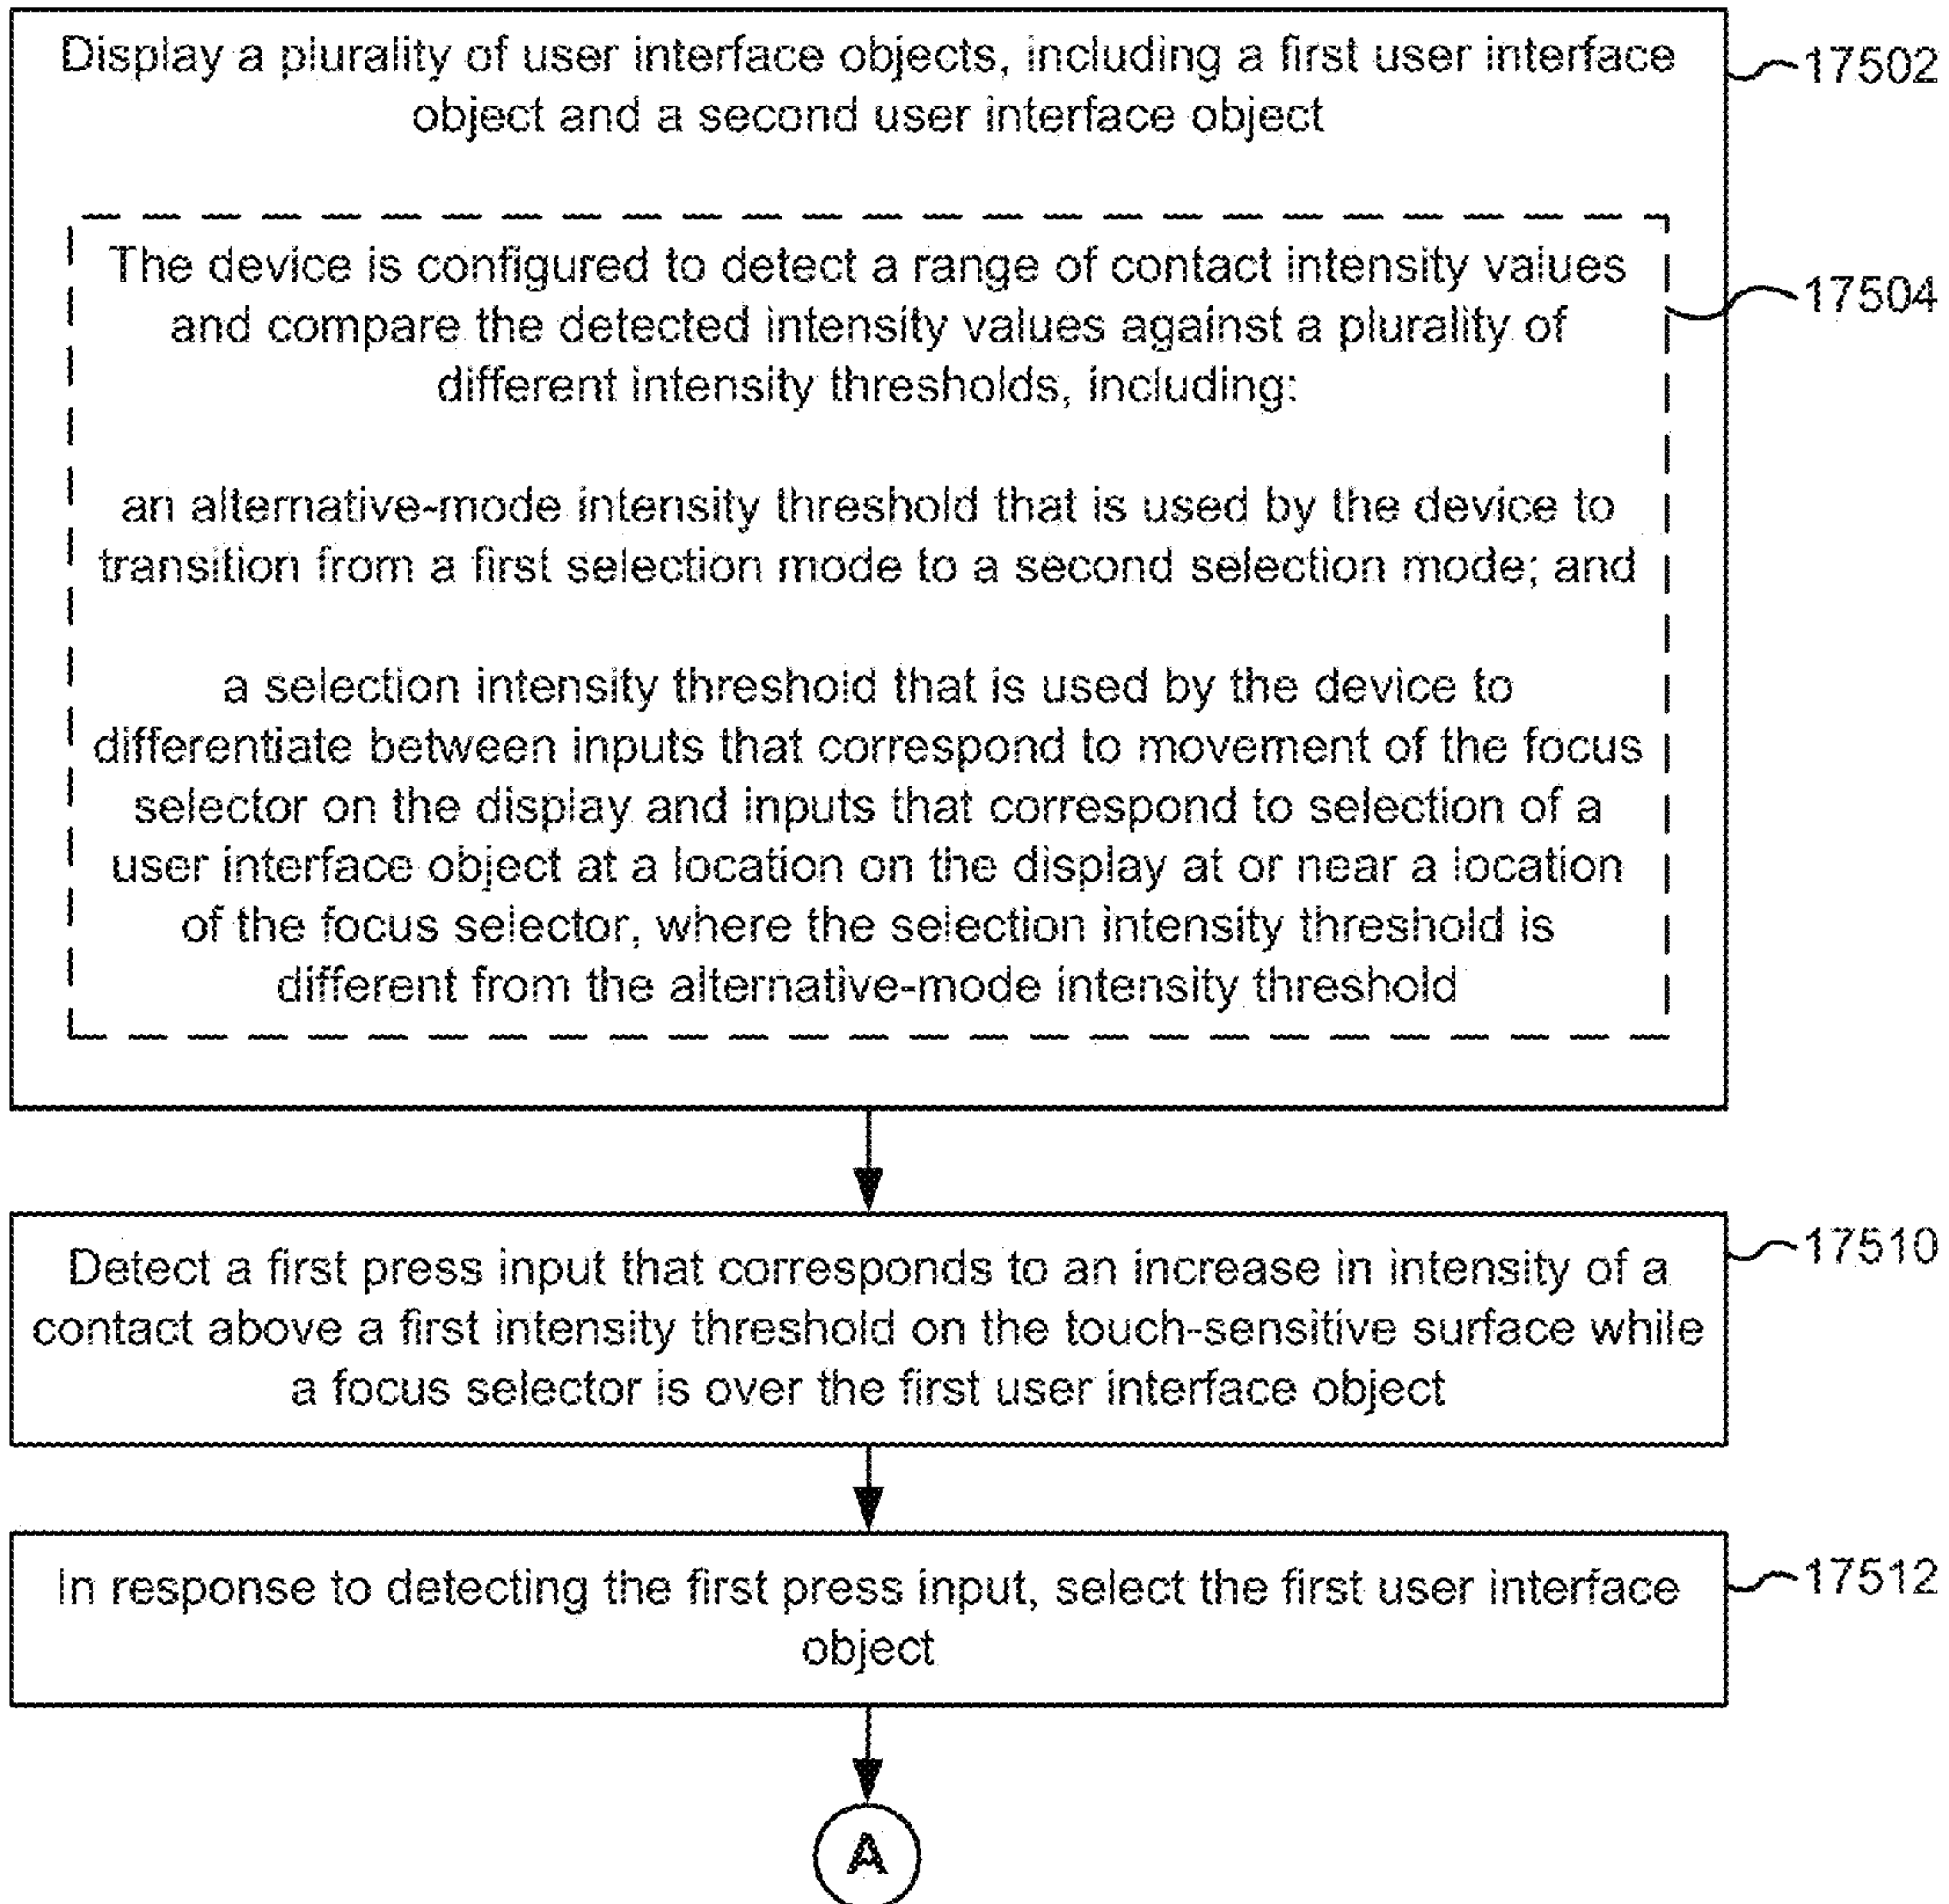 Display a plurality of user interface objects, including a first user interface
object and a second user interface object
17502
The device is configured to detect a range of contact intensity values
and compare the detected intensity values against a plurality of
different intensity thresholds, including:
17504
an alternative-mode intensity threshold that is used by the device to
transition from a first selection mode to a second selection mode; and
a selection intensity threshold that is used by the device to
differentiate between inputs that correspond to movement of the focus
selector on the display and inputs that correspond to selection of a
user interface object at a location on the display at or near a location
of the focus selector, where the selection intensity threshold is
different from the alternative-mode intensity threshold
Detect a first press input that corresponds to an increase in intensity of a
contact above a first intensity threshold on the touch-sensitive surface while
a focus selector is over the first user interface object
17510
In response to detecting the first press input, select the first user interface
object
17512
A